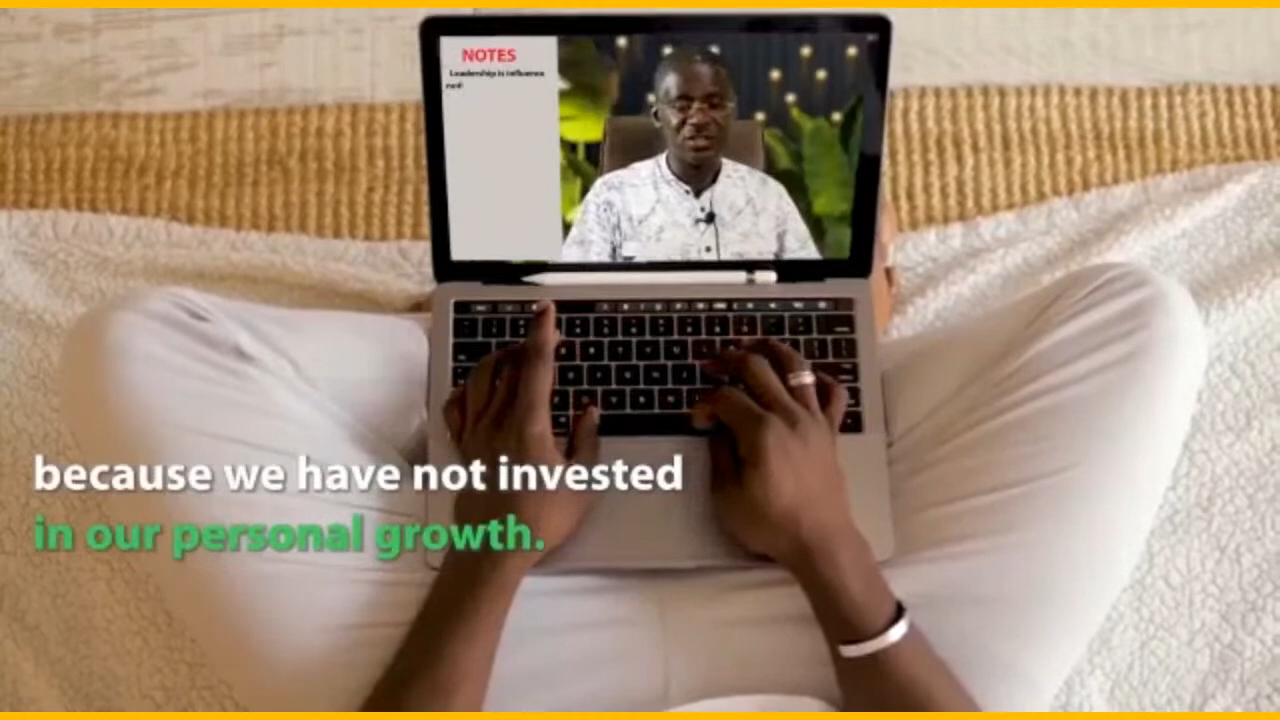 NOTES
Leadership is influence
because we have not invested
in our personal growth.